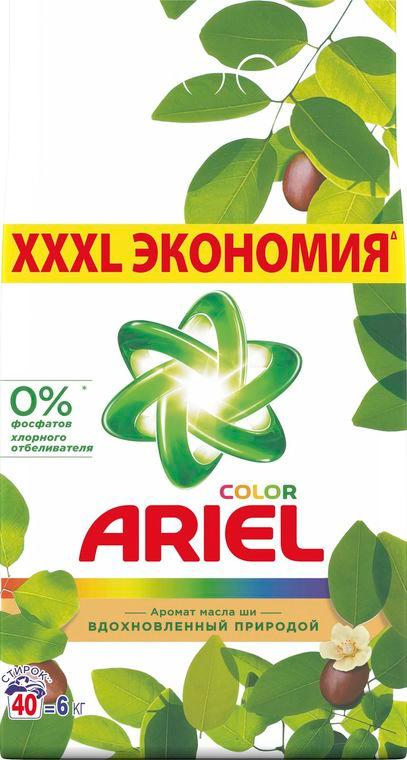 XXXL ЭКОНОМИЯ Δ
0% *
фосфатов
хлорного
отбеливателя
COLOR
ARIEL
Аромат масла ши
ВДОХНОВЛЕННЫЙ ПРИРОДОЙ
СТИРОК**
40=6 КГ